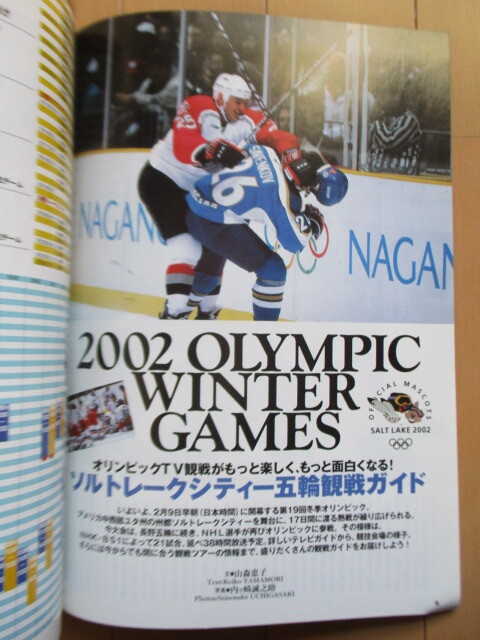 NAGANO
NAGAN
26
2002 OLYMPIC
WINTER
GAMES
OFFICIAL MASCOTS
SALT LAKE 2002
オリンピックTV観戦がもっと楽しく、もっと面白くなる!
ソルトレークシティー五輪観戦ガイド
いよいよ、2月9日早朝（日本時間）に開幕する第19回冬季オリンピック。
アメリカ中西部ユタ州の州都ソルトレークシティーを舞台に、17日間に渡る熱戦が繰り広げられる。
今大会は、長野五輪に続き、NHL選手が再びオリンピックに参戦。その模様は、
NHK-BS1によって21試合、延べ38時間放送予定。詳しいテレビガイドから、競技会場の様子、
さらには今からでも間に合う観戦ツアーの情報まで、盛りだくさんの観戦ガイドをお届けしよう!
文●山森恵子
Text:Keiko YAMAMORI
写真●内ヶ崎誠之助
Photos:Seinosuke UCHIGASAKI